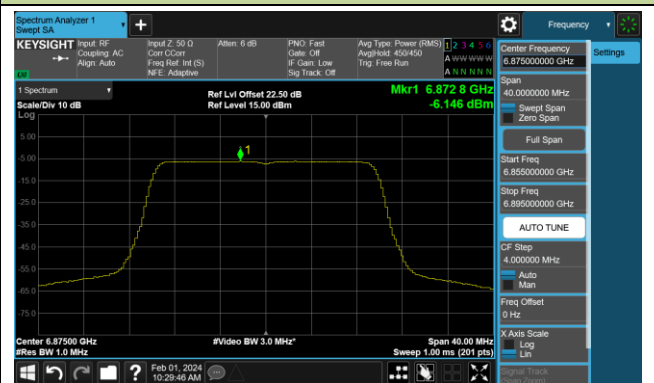 Spectrum Analyzer 1
Swept SA
Frequency
KEYSIGHT
Input: RF
Coupling: AC
Align: Auto
Input Z: 50 Ω
Corr CCorr
Freq Ref: Int (S)
NFE: Adaptive
Atten: 6 dB
PNO: Fast
Gate: Off
IF Gain: Low
Sig Track: Off
Avg Type: Power (RMS)
Avg|Hold: 450/450
Trig: Free Run
1 2 3 4 5 6
A W W W W W
A N N N N N
LXI
1 Spectrum
Scale/Div 10 dB
Log
Ref Lvl Offset 22.50 dB
Ref Level 15.00 dBm
Mkr1 6.872 8 GHz
-6.146 dBm
1
5.00
-5.00
-15.0
-25.0
-35.0
-45.0
-55.0
-65.0
-75.0
Center 6.87500 GHz
#Res BW 1.0 MHz
#Video BW 3.0 MHz*
Span 40.00 MHz
Sweep 1.00 ms (201 pts)
Feb 01, 2024
10:29:46 AM
Center Frequency
6.875000000 GHz
Settings
Span
40.0000000 MHz
Swept Span
Zero Span
Full Span
Start Freq
6.855000000 GHz
Stop Freq
6.895000000 GHz
AUTO TUNE
CF Step
4.000000 MHz
Auto
Man
Freq Offset
0 Hz
X Axis Scale
Log
Lin
Signal Track
(Span Zoom)